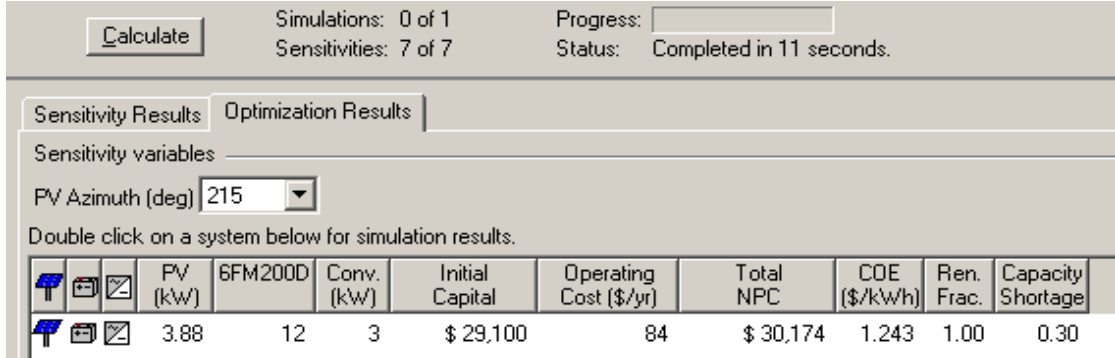 Calculate
Simulations: 0 of 1
Progress:
Sensitivities: 7 of 7
Status: Completed in 11 seconds.
Sensitivity Results Optimization Results
Sensitivity variables
PV Azimuth (deg) 215
Double click on a system below for simulation results.
PV (kW) 6FM200D Conv. (kW) Initial Capital Operating Cost ($/yr) Total NPC COE ($/kWh) Ren. Frac. Capacity Shortage
3.88 12 3 $ 29,100 84 $ 30,174 1.243 1.00 0.30